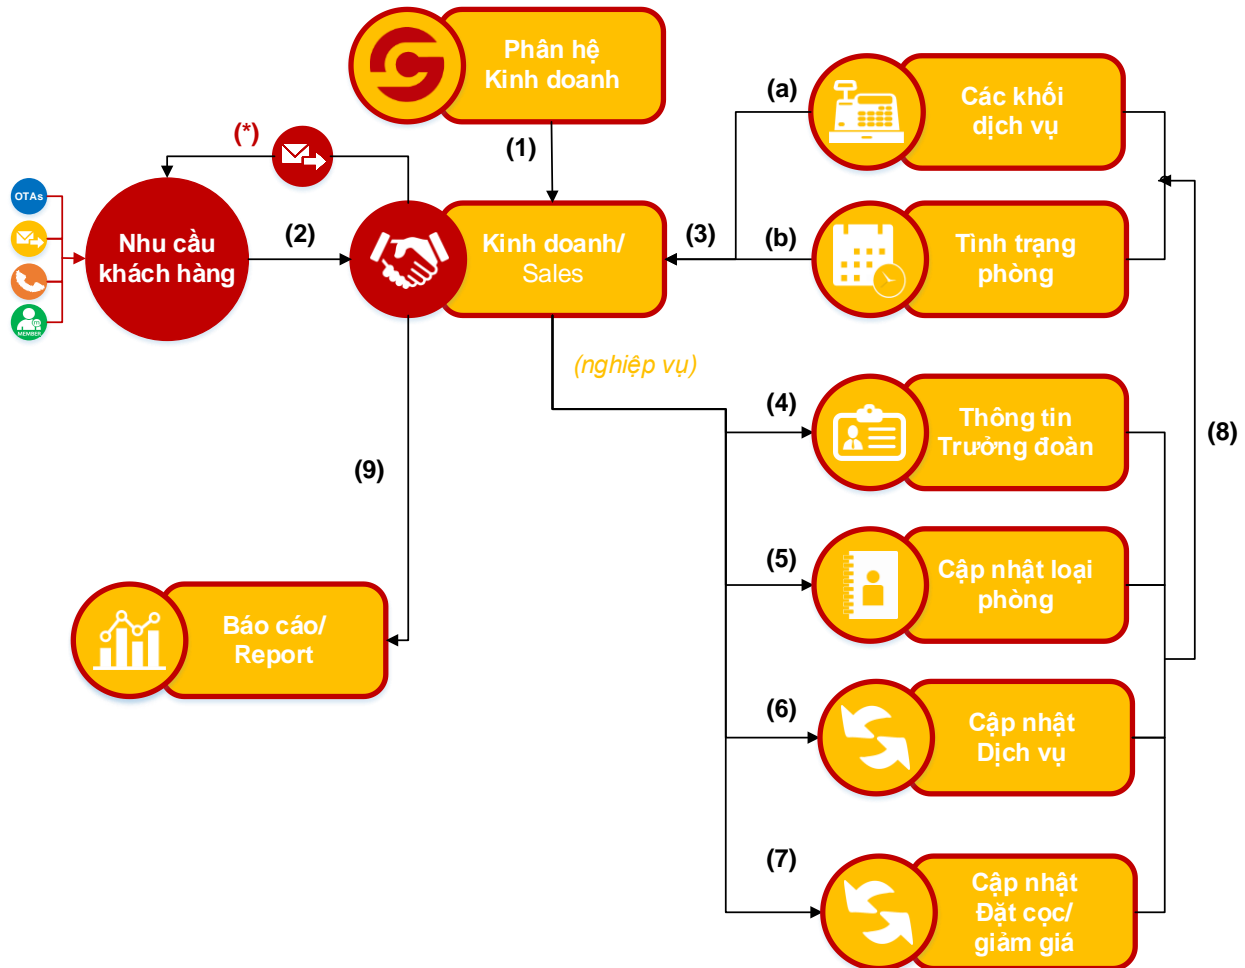 Phân hệ
Kinh doanh
(1)
(*)
OTAs
MEMBER
Nhu cầu
khách hàng
(2)
Kinh doanh/
Sales
(3)
(a)
Các khối
dịch vụ
(b)
Tình trạng
phòng
(nghiệp vụ)
(4)
Thông tin
Trưởng đoàn
(8)
(5)
Cập nhật loại
phòng
(9)
Báo cáo/
Report
(6)
Cập nhật
Dịch vụ
(7)
Cập nhật
Đặt cọc/
giảm giá